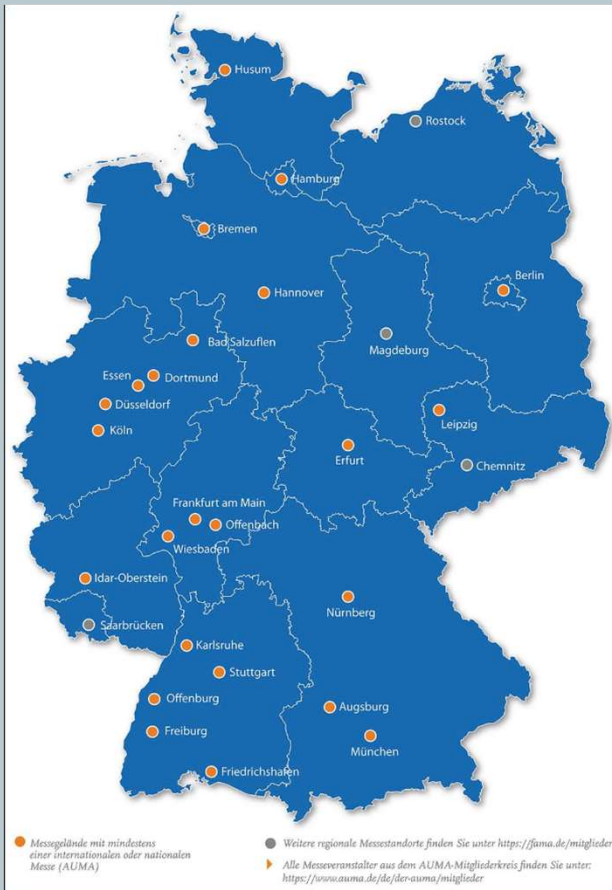 Husum
Rostock
Hamburg
Bremen
Berlin
Hannover
Magdeburg
Bad Salzuflen
Essen
Dortmund
Düsseldorf
Leipzig
Köln
Erfurt
Chemnitz
Frankfurt am Main
Offenbach
Wiesbaden
Idar-Oberstein
Nürnberg
Saarbrücken
Karlsruhe
Stuttgart
Offenburg
Augsburg
Freiburg
München
Friedrichshafen
Messegelände mit mindestens
einer internationalen oder nationalen
Messe (AUMA)
Weitere regionale Messestandorte finden Sie unter https://fama.de/mitglieder
Alle Messeveranstalter aus dem AUMA-Mitgliederkreis finden Sie unter:
https://www.auma.de/de/der-auma/mitglieder